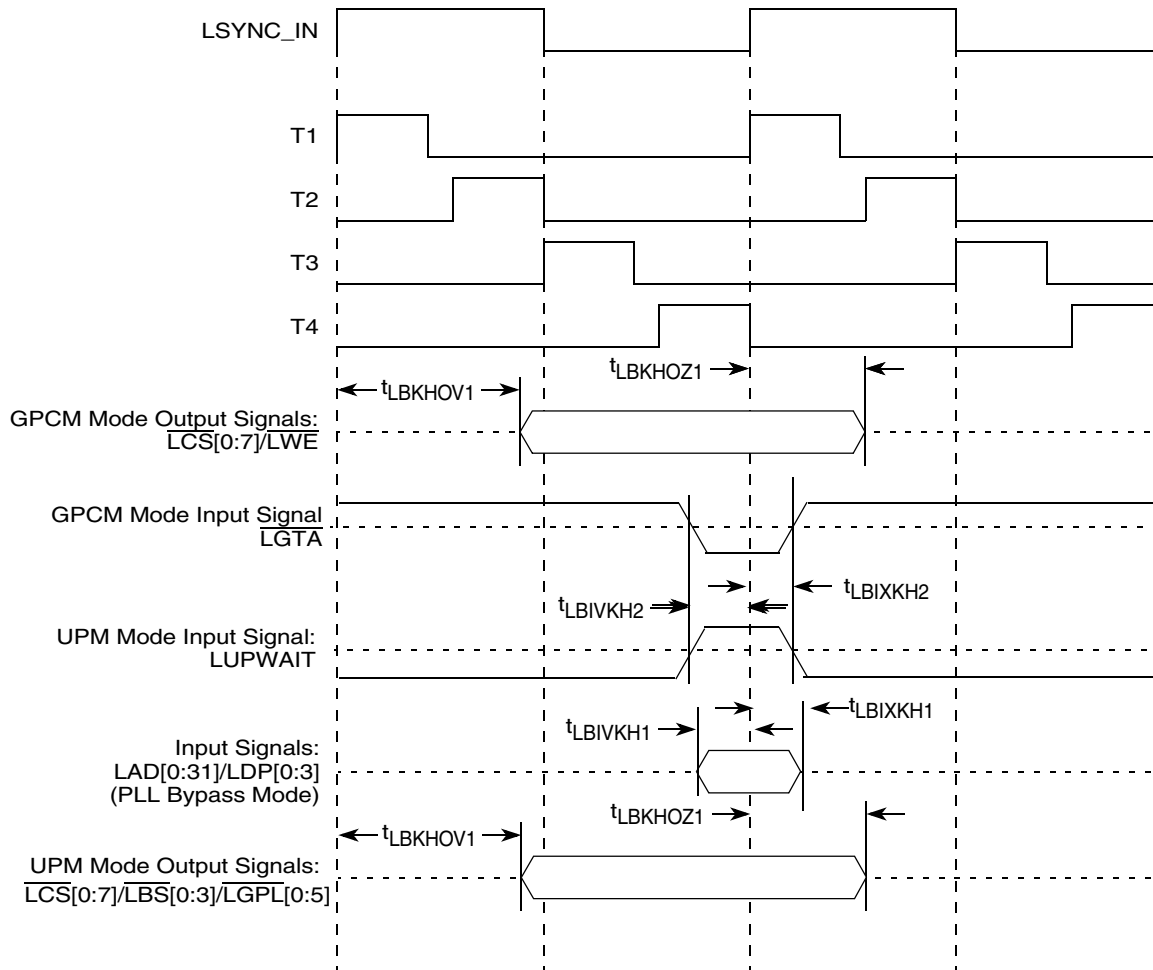 LSYNC_IN
T1
T2
T3
T4
tLBKHOZ1
tLBKHOV1
GPCM Mode Output Signals:
LCS[0:7]/LWE
GPCM Mode Input Signal
LGTA
tLBIXKH2
tLBIVKH2
UPM Mode Input Signal:
LUPWAIT
tLBIXKH1
tLBIVKH1
Input Signals:
LAD[0:31]/LDP[0:3]
(PLL Bypass Mode)
tLBKHOZ1
tLBKHOV1
UPM Mode Output Signals:
LCS[0:7]/LBS[0:3]/LGPL[0:5]